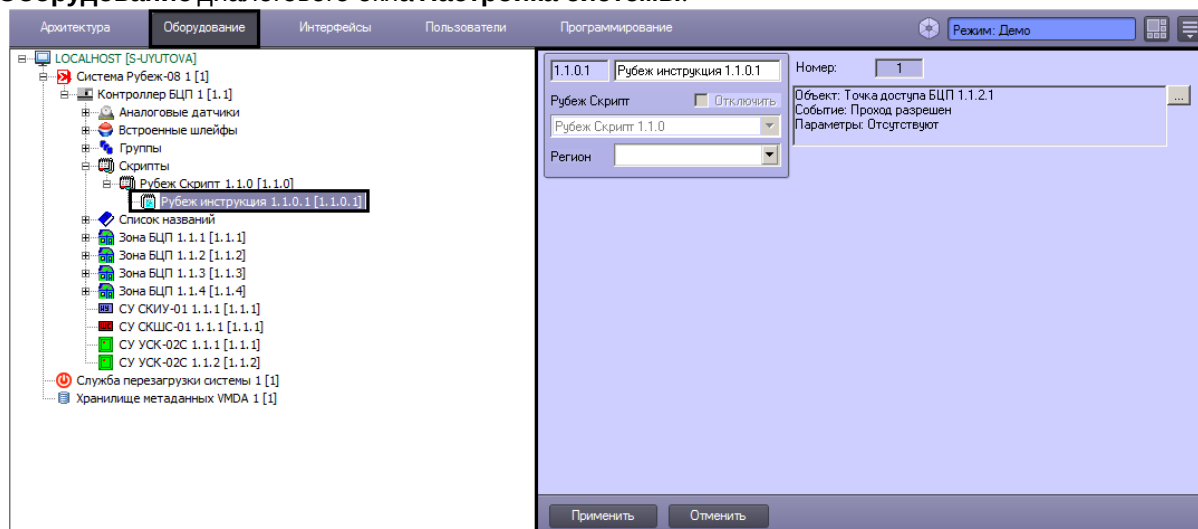 Оборудование диалогового окна Настройка системы.
Архитектура Оборудование Интерфейсы Пользователи Программирование Режим: Демо
LOCALHOST [S-UYUTOVA]
Система Рубеж-08 1 [1]
Контроллер БЦП 1 [1.1]
Аналоговые датчики
Встроенные шлейфы
Группы
Скрипты
Рубеж Скрипт 1.1.0 [1.1.0]
Рубеж инструкция 1.1.0.1 [1.1.0.1]
Список названий
Зона БЦП 1.1.1 [1.1.1]
Зона БЦП 1.1.2 [1.1.2]
Зона БЦП 1.1.3 [1.1.3]
Зона БЦП 1.1.4 [1.1.4]
СУ СКИУ-01 1.1.1 [1.1.1]
СУ СКШС-01 1.1.1 [1.1.1]
СУ УСК-02С 1.1.1 [1.1.1]
СУ УСК-02С 1.1.2 [1.1.2]
Служба перезагрузки системы 1 [1]
Хранилище метаданных VMDA 1 [1]
1.1.0.1 Рубеж инструкция 1.1.0.1
Рубеж Скрипт Отключить
Рубеж Скрипт 1.1.0
Регион
Номер: 1
Объект: Точка доступа БЦП 1.1.2.1
Событие: Проход разрешен
Параметры: Отсутствуют
...
Применить Отменить